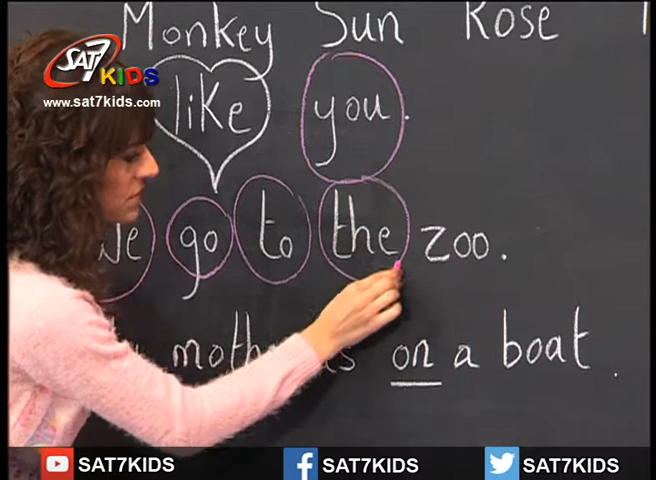 Monkey Sun Rose
SAT7
KIDS
www.sat7kids.com
like you.
we go to the zoo.
mother is on a boat.
SAT7KIDS SAT7KIDS SAT7KIDS